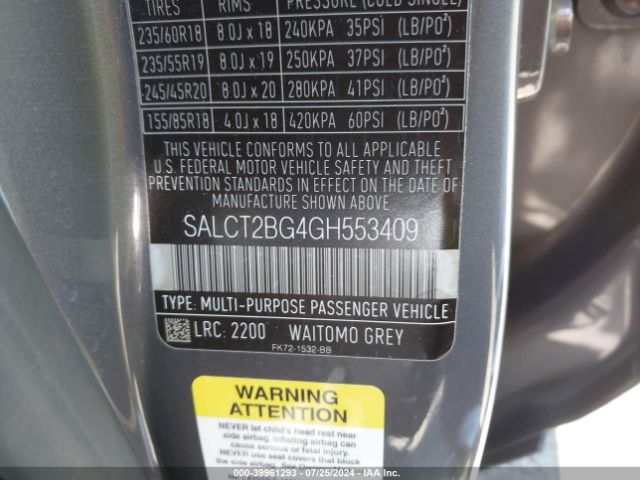 TIRES RIMS PRESSURE (COLD SINGLE)
235/60R18 8.0J x 18 240KPA 35PSI (LB/PO²)
235/55R19 8.0J x 19 250KPA 37PSI (LB/PO²)
245/45R20 8.0J x 20 280KPA 41PSI (LB/PO²)
155/85R18 4.0J x 18 420KPA 60PSI (LB/PO²)
THIS VEHICLE CONFORMS TO ALL APPLICABLE
U.S. FEDERAL MOTOR VEHICLE SAFETY AND THEFT
PREVENTION STANDARDS IN EFFECT ON THE DATE OF
MANUFACTURE SHOWN ABOVE.
SALCT2BG4GH553409
TYPE: MULTI-PURPOSE PASSENGER VEHICLE
LRC: 2200 WAITOMO GREY
FK72-1532-BB
WARNING
ATTENTION
NEVER let child's head rest near
side airbag. Inflating airbag can
cause serious or fatal injury.
NEVER use seat covers that block
000-39961293 - 07/25/2024 - IAAI.com